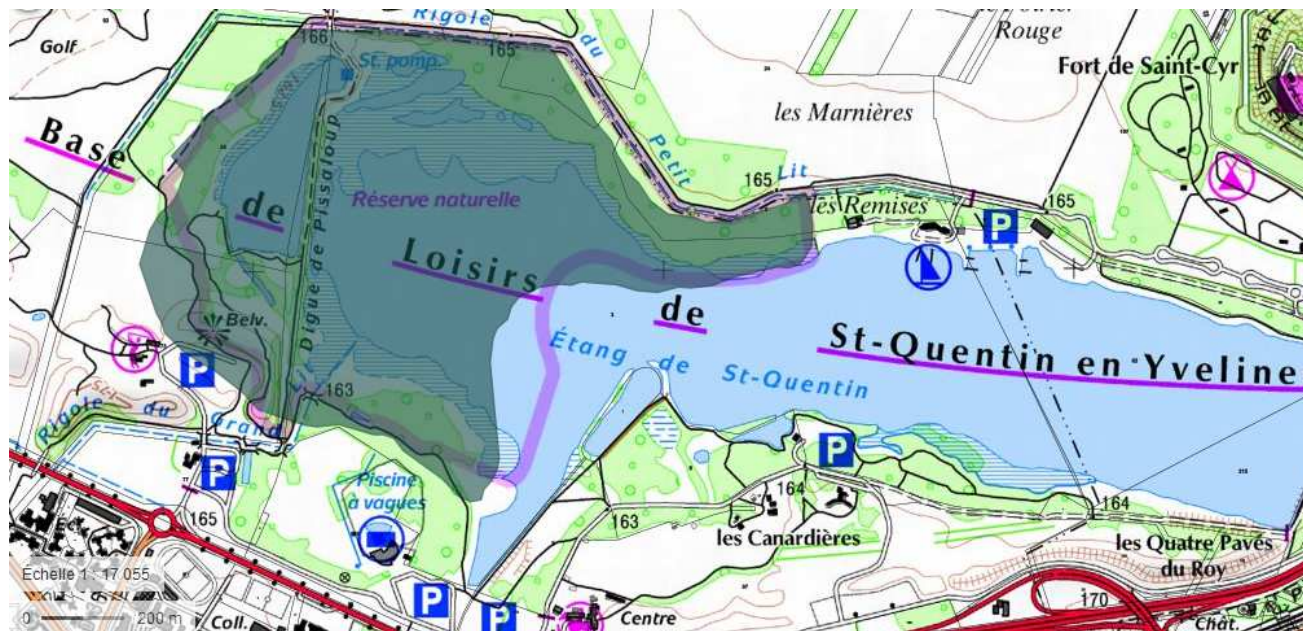 Rigole
du
Rouge
Golf
166
165
St. pomp.
Fort de Saint-Cyr
les Marnières
Base
Petit
Lit
165
Digue de Pissaloup
Réserve naturelle
les Remises
165
P
de
Loisirs
de
St-Quentin en Yveline
Belv.
Étang de St-Quentin
P
Lit
163
Rigole du Grand
P
P
Piscine
à vagues
164
164
165
163
les Canardières
les Quatre Pavés
du Roy
Echelle 1 : 17 055
170
P
P
0 200 m
Coll.
Centre
Chât.